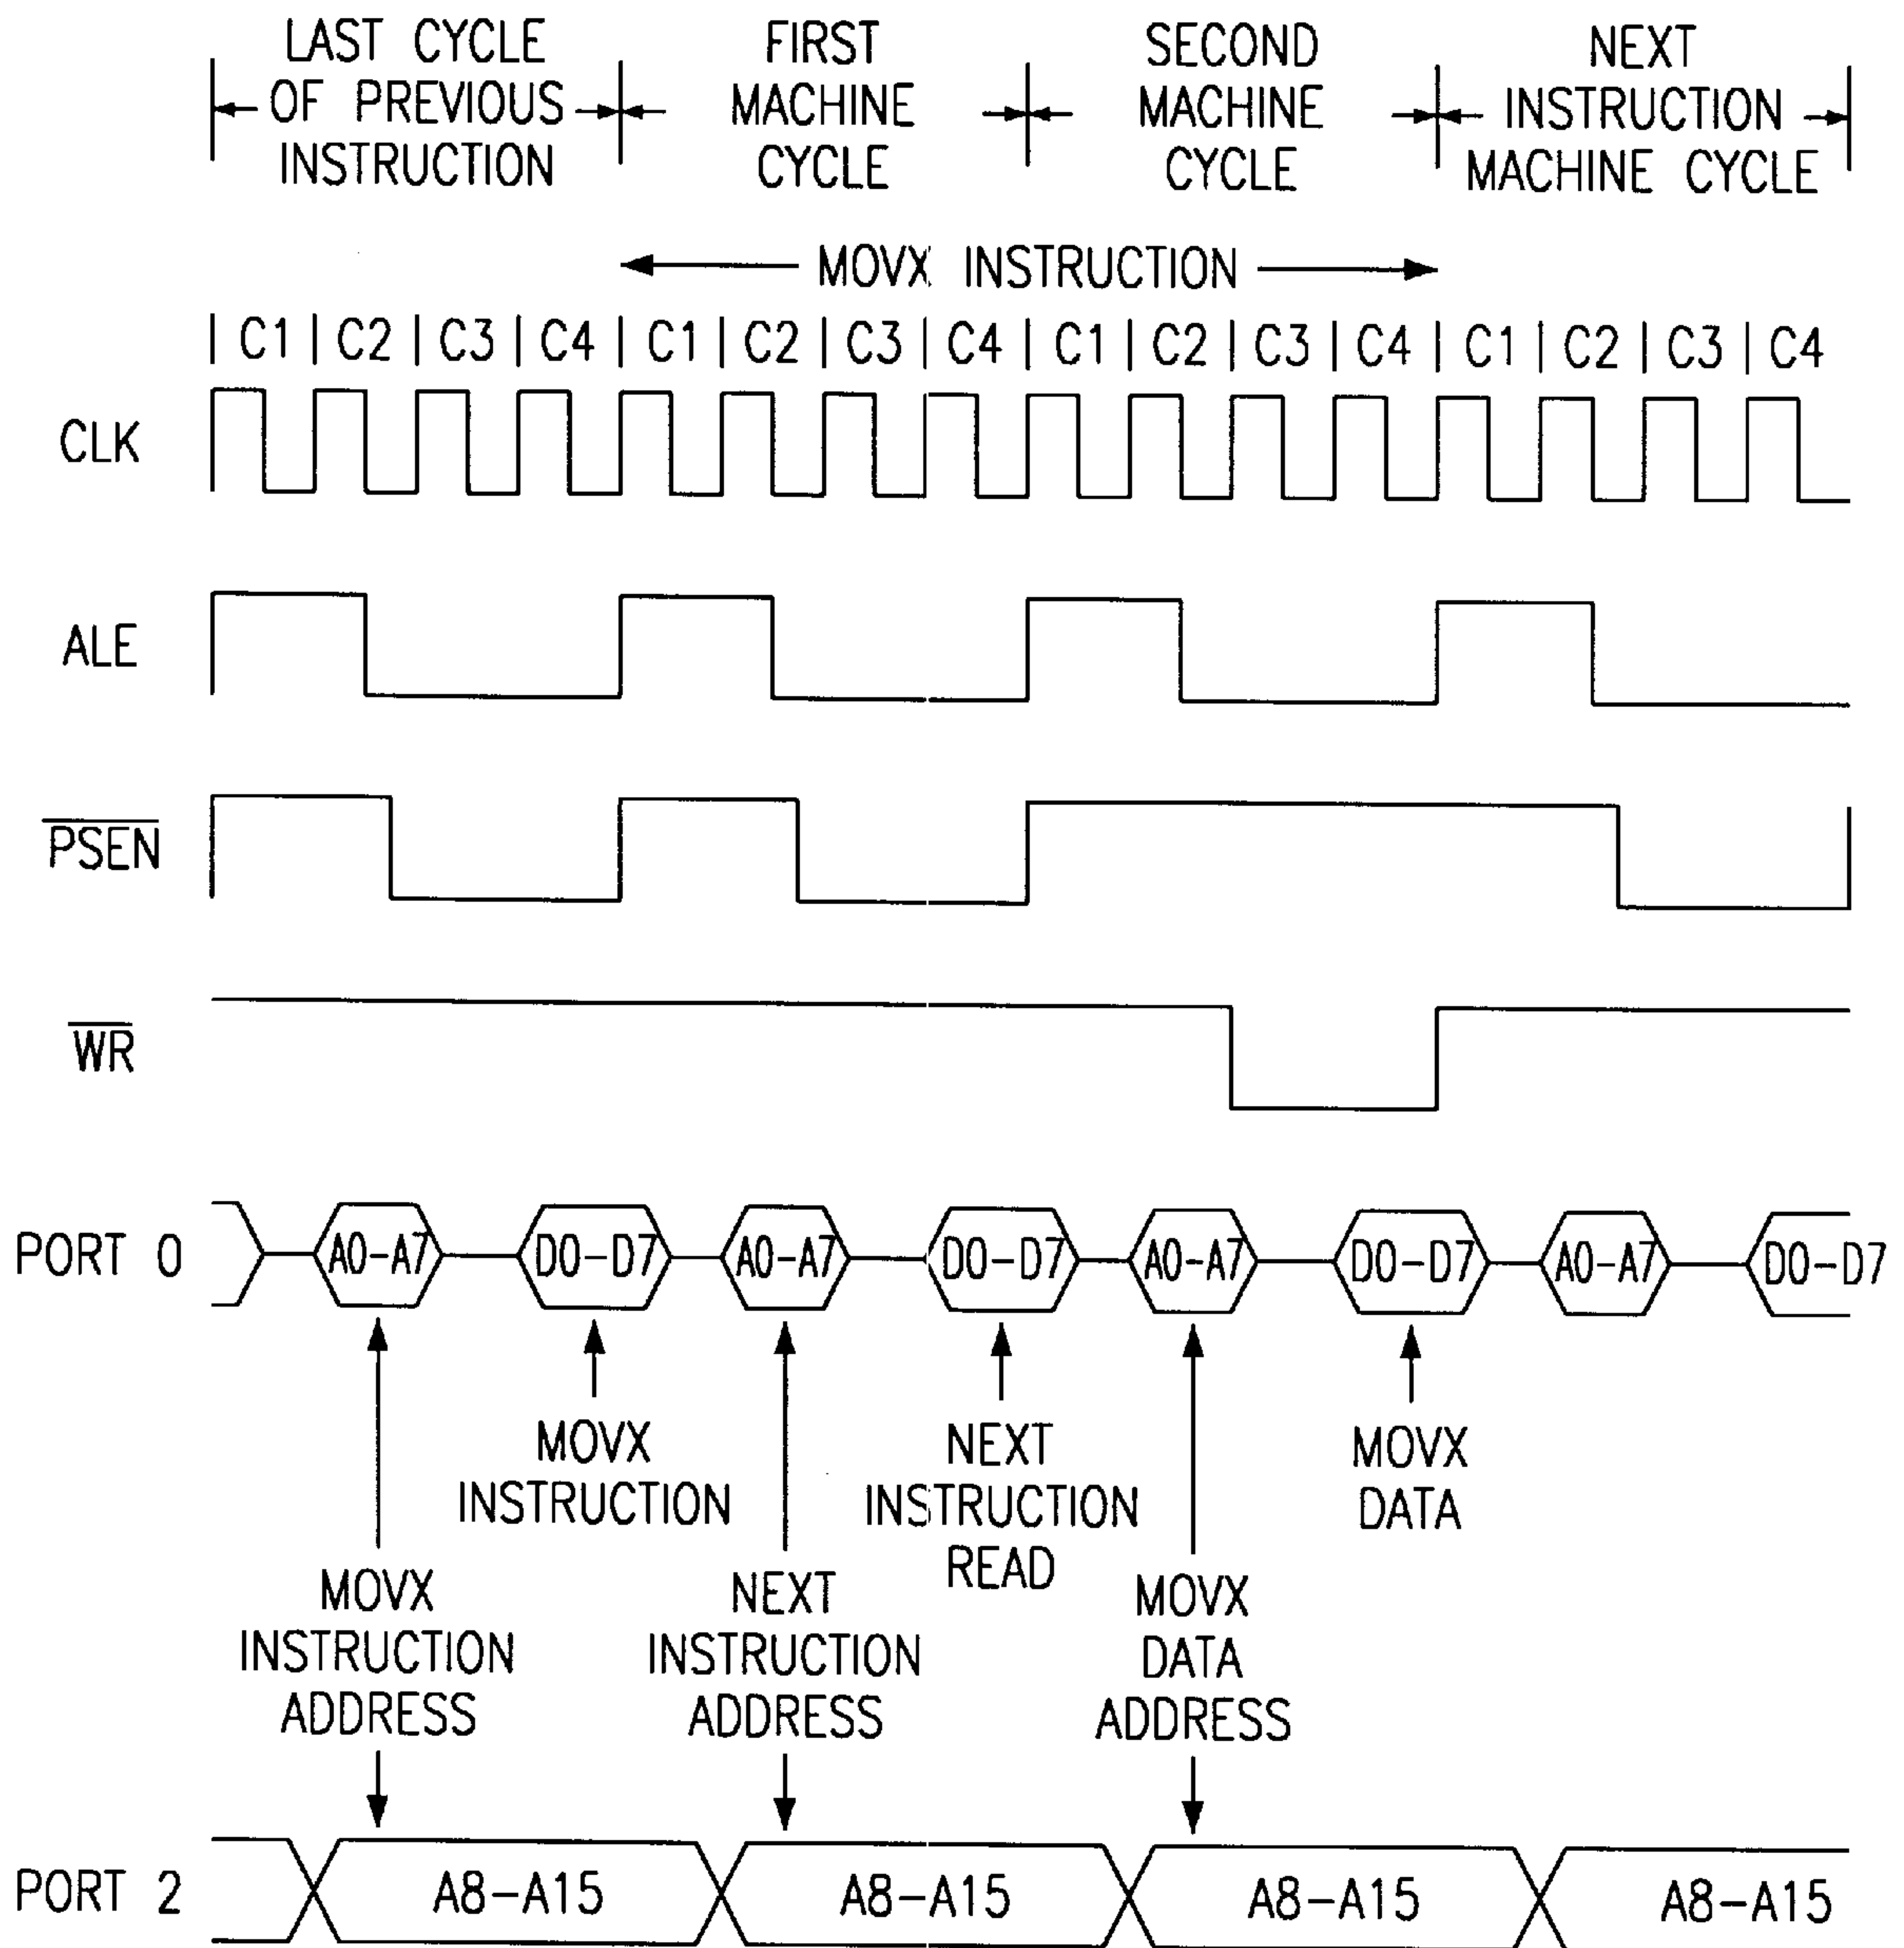 LAST CYCLE
OF PREVIOUS
INSTRUCTION
FIRST
MACHINE
CYCLE
SECOND
MACHINE
CYCLE
NEXT
INSTRUCTION
MACHINE CYCLE
MOVX INSTRUCTION
C1 C2 C3 C4 C1 C2 C3 C4 C1 C2 C3 C4 C1 C2 C3 C4
CLK
ALE
PSEN
WR
PORT 0 A0-A7 D0-D7 A0-A7 D0-D7 A0-A7 D0-D7 A0-A7 D0-D7
MOVX
INSTRUCTION
NEXT
INSTRUCTION
READ
MOVX
DATA
MOVX
INSTRUCTION
ADDRESS
NEXT
INSTRUCTION
ADDRESS
MOVX
DATA
ADDRESS
PORT 2 A8-A15 A8-A15 A8-A15 A8-A15